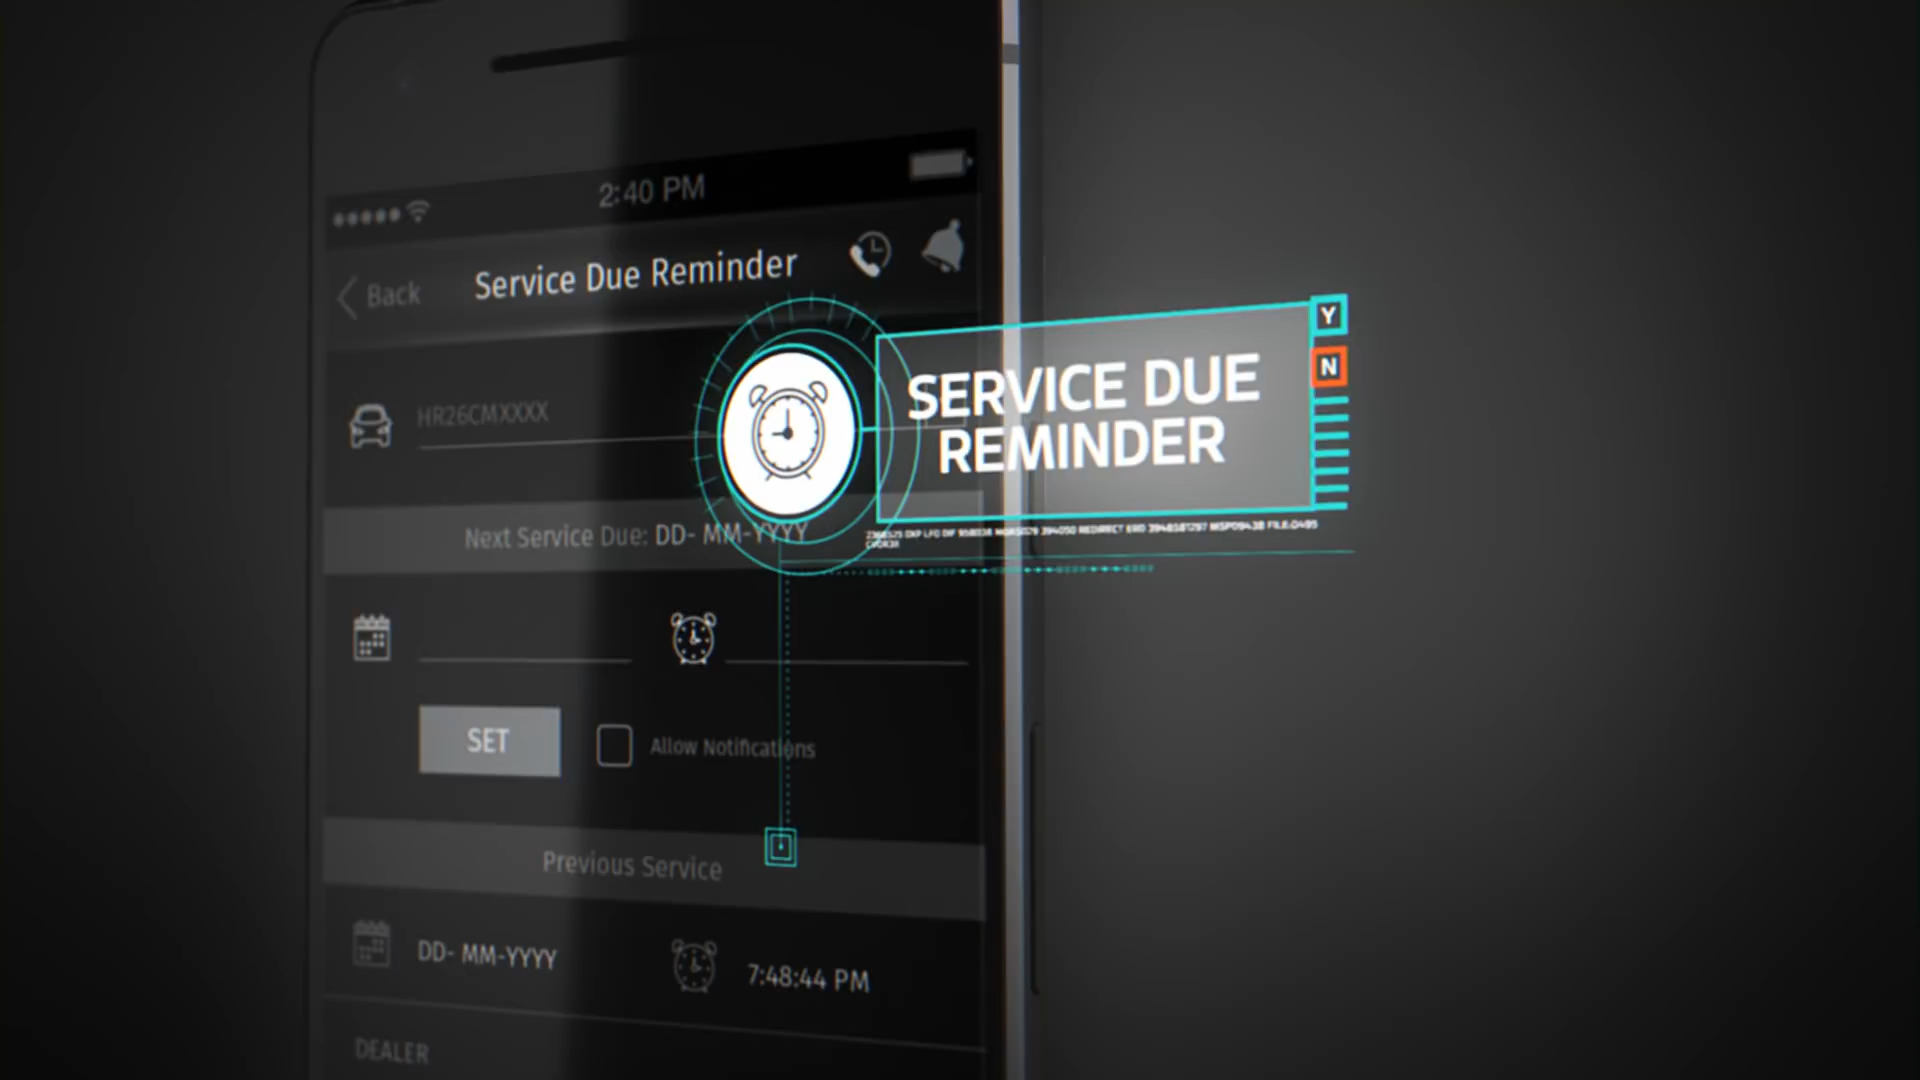 2:40 PM
Back
Service Due Reminder
HR26CMXXXX
SERVICE DUE
REMINDER
Y
N
Next Service Due: DD- MM-YYYY
SET
Allow Notifications
Previous Service
DD- MM-YYYY
7:48:44 PM
DEALER